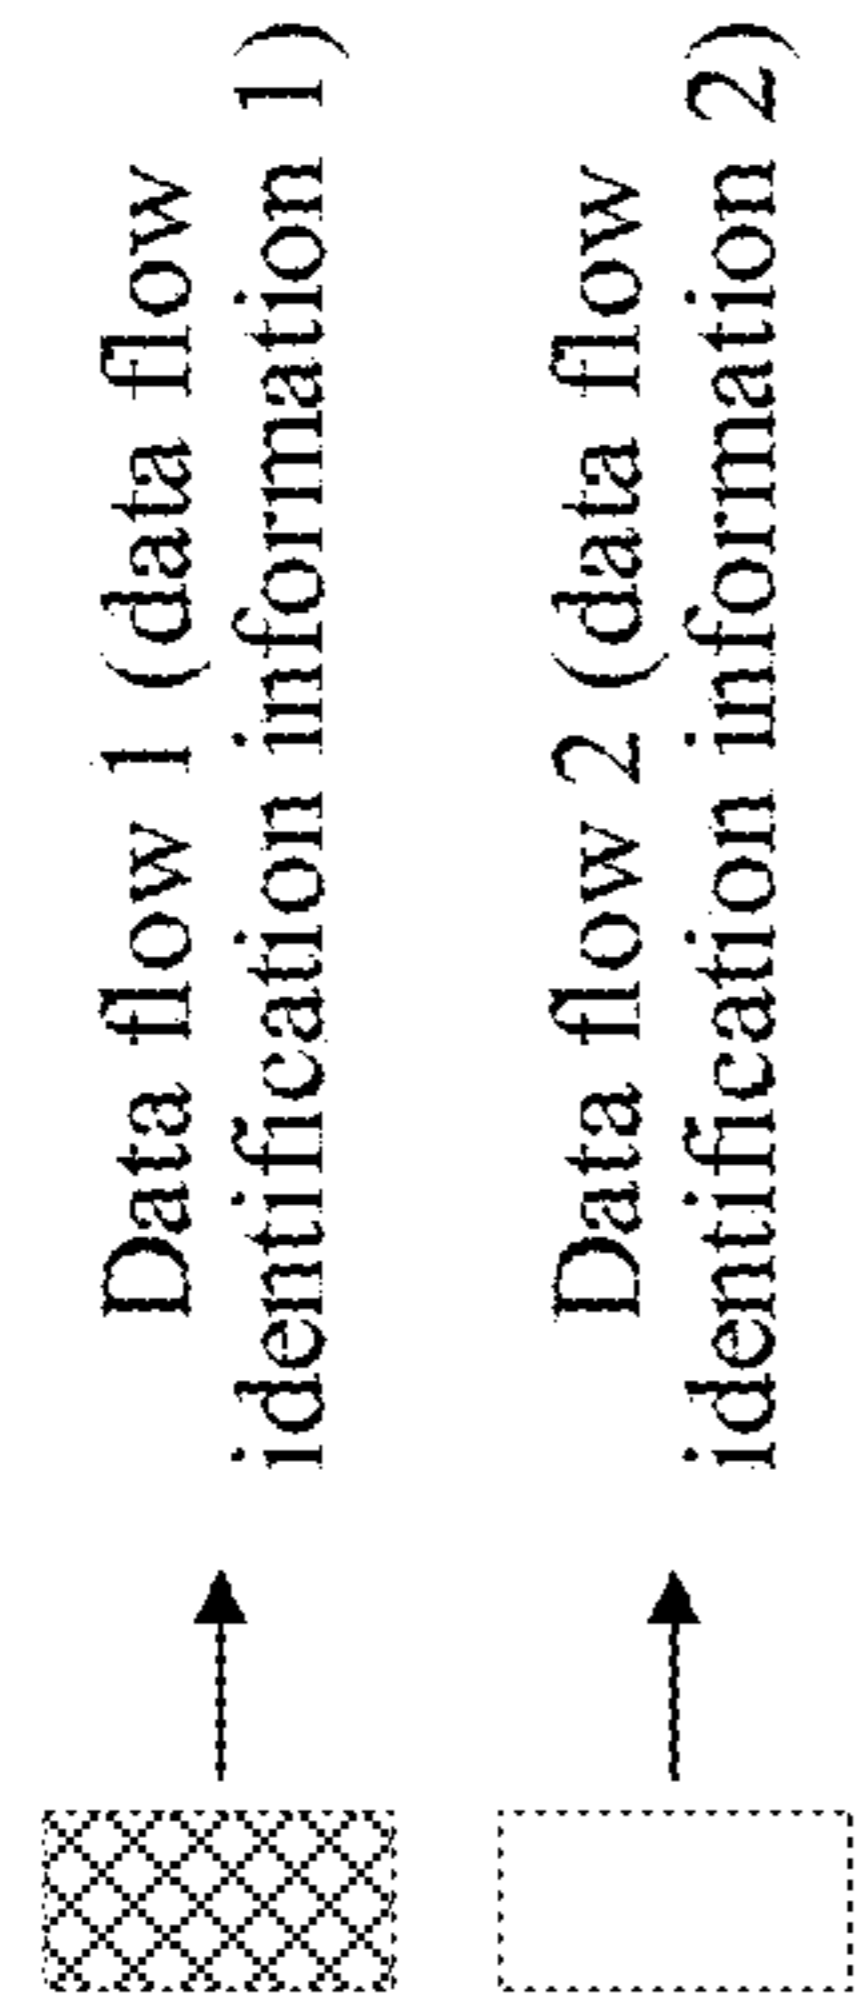 Data flow 1 (data flow
identification information 1)
Data flow 2 (data flow
identification information 2)